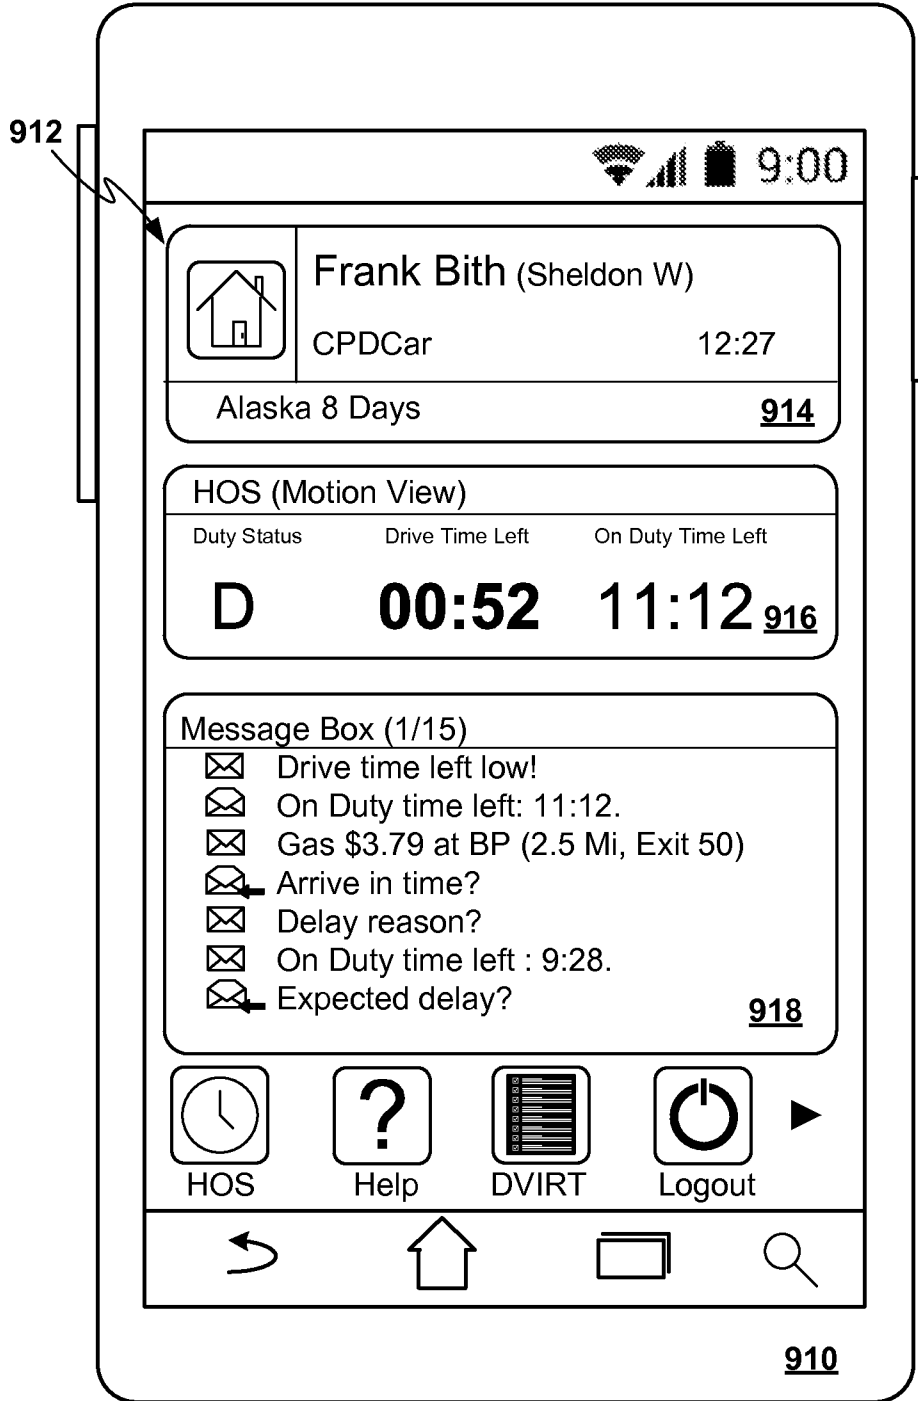 912
9:00
Frank Bith (Sheldon W)
CPDCar 12:27
Alaska 8 Days 914
HOS (Motion View)
Duty Status Drive Time Left On Duty Time Left
D 00:52 11:12 916
Message Box (1/15)
Drive time left low!
On Duty time left: 11:12.
Gas $3.79 at BP (2.5 Mi, Exit 50)
Arrive in time?
Delay reason?
On Duty time left : 9:28.
Expected delay?
918
?
HOS Help DVIRT Logout
910